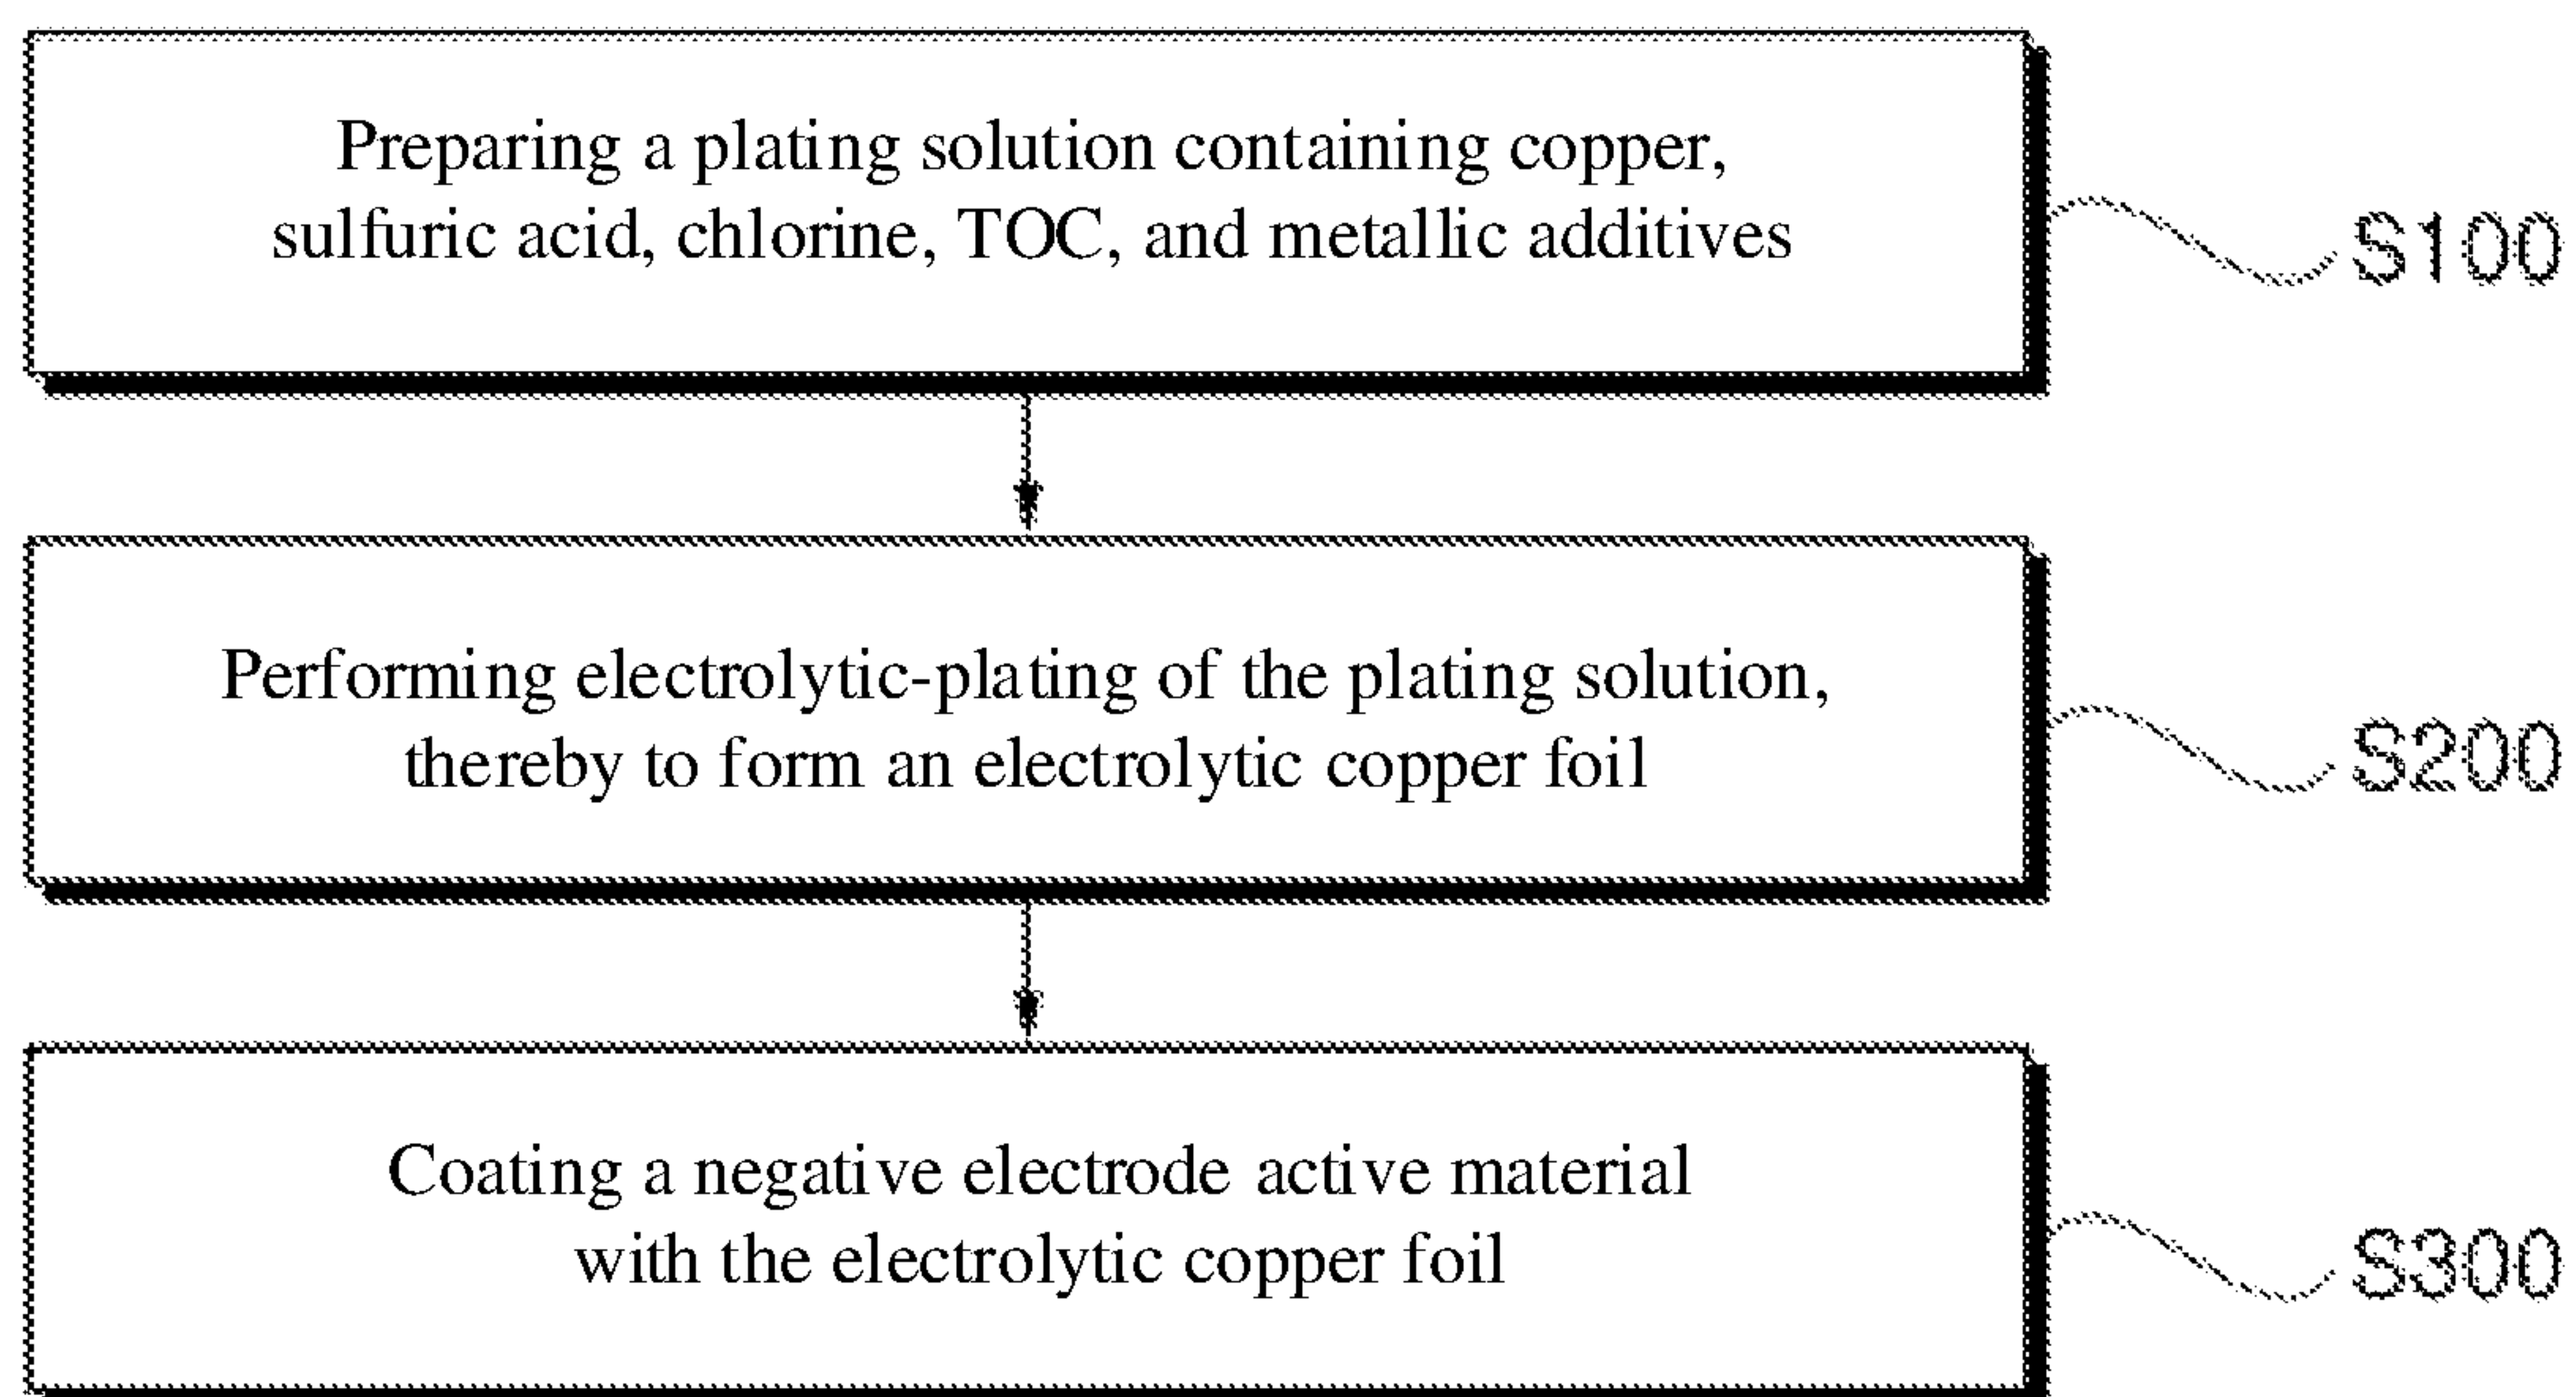 Preparing a plating solution containing copper,
sulfuric acid, chlorine, TOC, and metallic additives
S100
Performing electrolytic-plating of the plating solution,
thereby to form an electrolytic copper foil
S200
Coating a negative electrode active material
with the electrolytic copper foil
S300